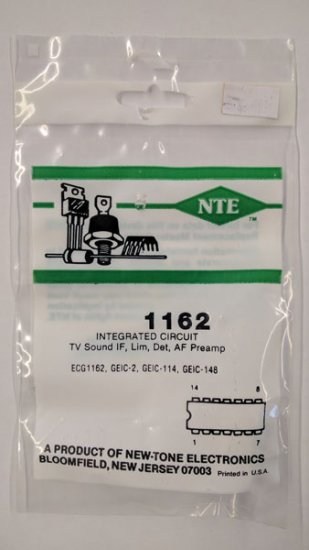 NTE
TM
1162
INTEGRATED CIRCUIT
TV Sound IF, Lim, Det, AF Preamp
ECG1162, GEIC-2, GEIC-114, GEIC-148
14 8
1 7
A PRODUCT OF NEW-TONE ELECTRONICS
BLOOMFIELD, NEW JERSEY 07003 Printed in U.S.A.